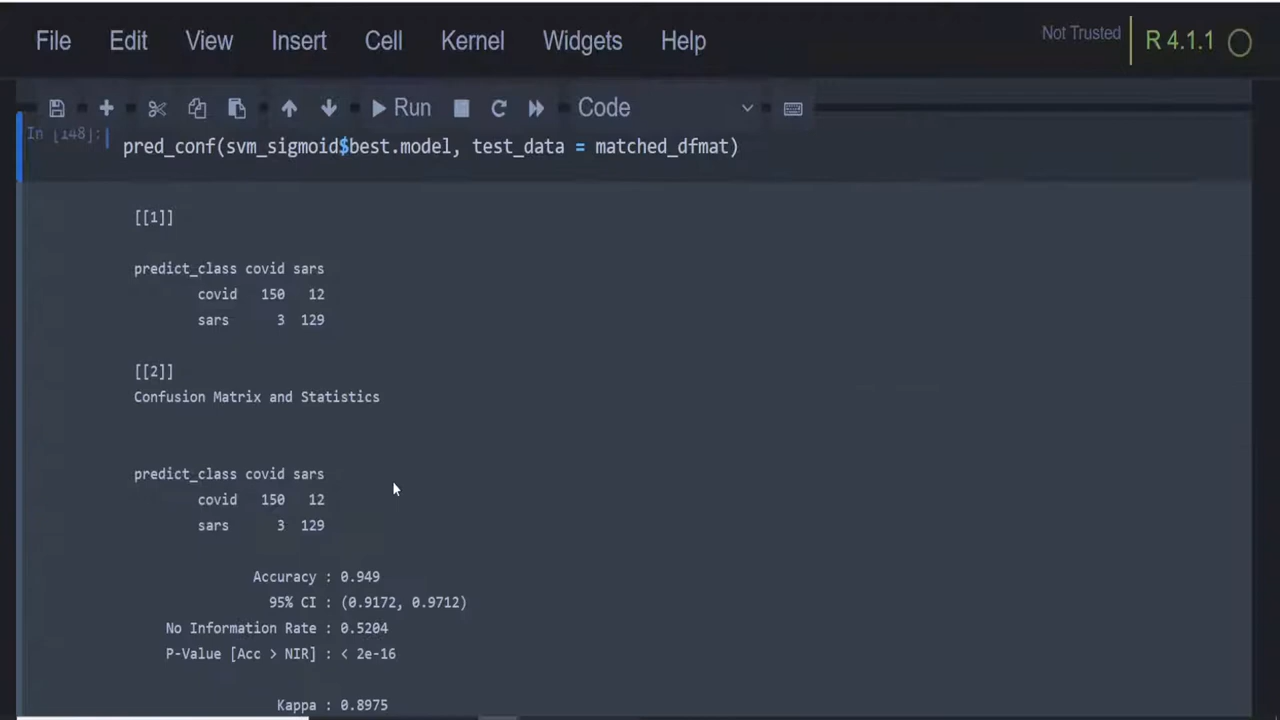 File Edit View Insert Cell Kernel Widgets Help Not Trusted R 4.1.1
Run Code
In [148]:
pred_conf(svm_sigmoid$best.model, test_data = matched_dfmat)
[[1]]
predict_class covid sars
covid 150 12
sars 3 129
[[2]]
Confusion Matrix and Statistics
predict_class covid sars
covid 150 12
sars 3 129
Accuracy : 0.949
95% CI : (0.9172, 0.9712)
No Information Rate : 0.5204
P-Value [Acc > NIR] : < 2e-16
Kappa : 0.8975